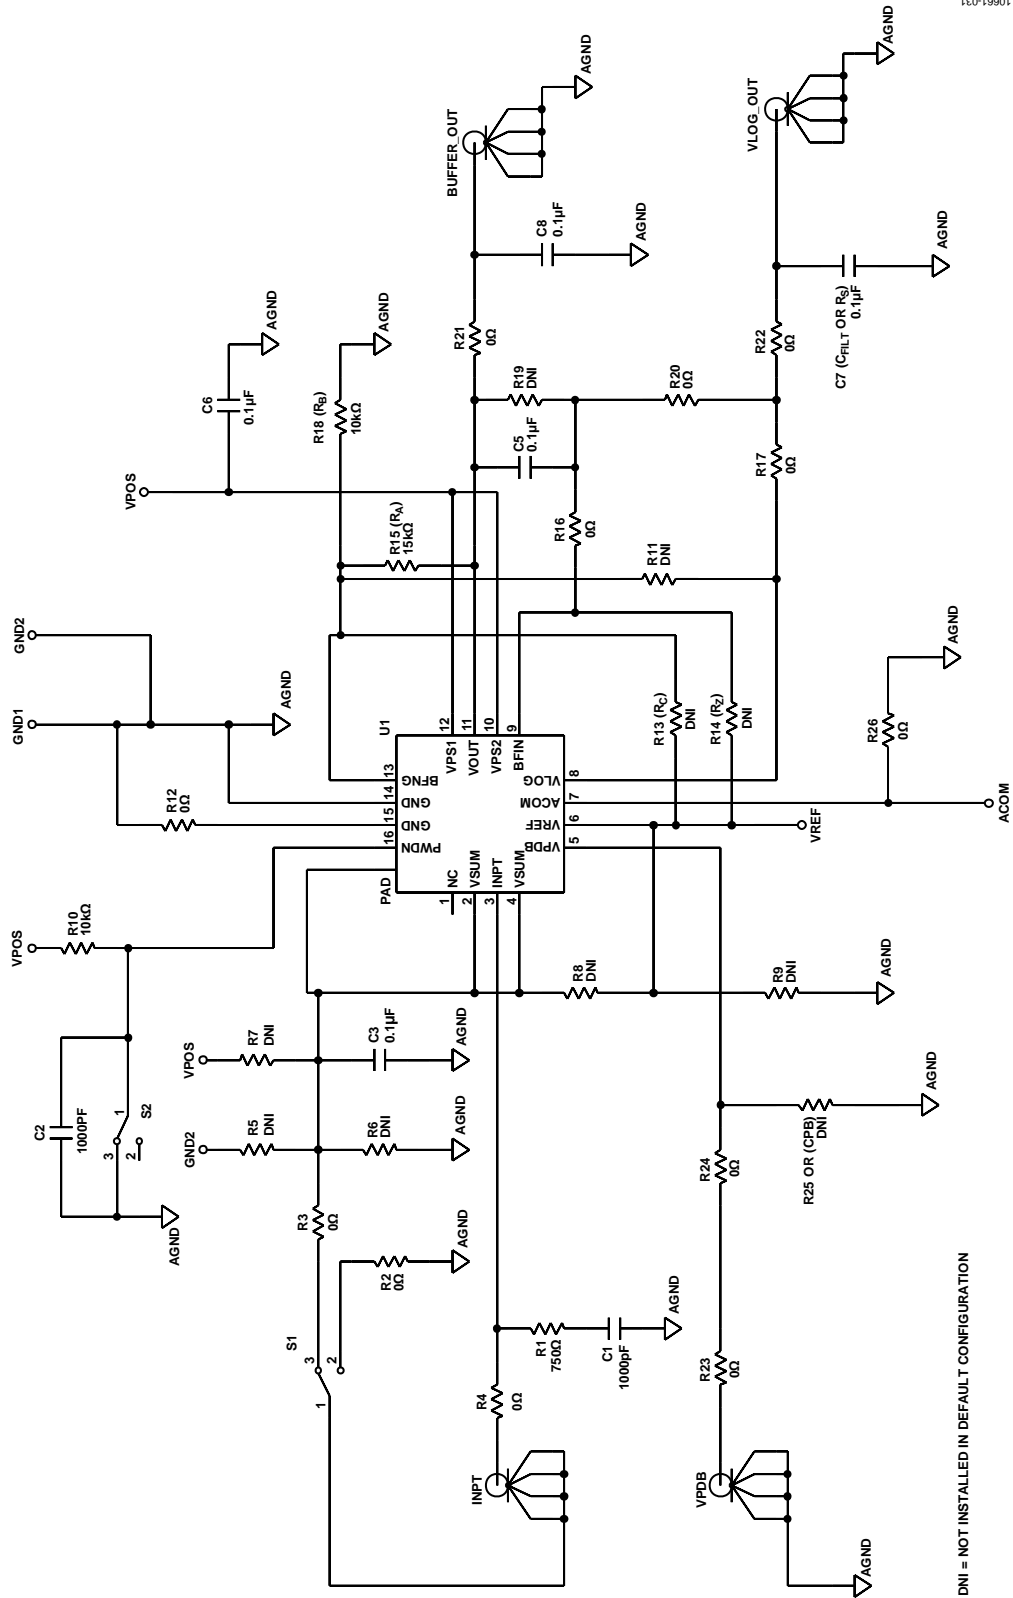 INPT
R4
0Ω
R1
750Ω
C1
1000pF
AGND
S1
1
3
2
R3
0Ω
R2
0Ω
AGND
C2
1000PF
3
2
1
S2
AGND
VPOS
R10
10kΩ
GND2
R5
DNI
R6
DNI
AGND
VPOS
R7
DNI
C3
0.1µF
AGND
GND1
GND2
R12
0Ω
AGND
VPOS
C6
0.1µF
AGND
R18 (RB)
10kΩ
AGND
R15 (RA)
15kΩ
U1
PAD
16
15
14
13
PWDN
GND
GND
BFNG
1
NC
2
VSUM
3
INPT
4
VSUM
VPS1
12
VOUT
11
VPS2
10
BFIN
9
VPDB
VREF
ACOM
VLOG
5
6
7
8
R8
DNI
R9
DNI
AGND
R13 (RC)
DNI
R14 (RZ)
DNI
VREF
R26
0Ω
AGND
ACOM
R11
DNI
R16
0Ω
C5
0.1µF
R19
DNI
R20
0Ω
R17
0Ω
R21
0Ω
C8
0.1µF
AGND
BUFFER_OUT
AGND
R22
0Ω
C7 (CFILT OR RS)
0.1µF
AGND
VLOG_OUT
AGND
VPDB
AGND
R23
0Ω
R24
0Ω
R25 OR (CPB)
DNI
AGND
DNI = NOT INSTALLED IN DEFAULT CONFIGURATION
10661-031